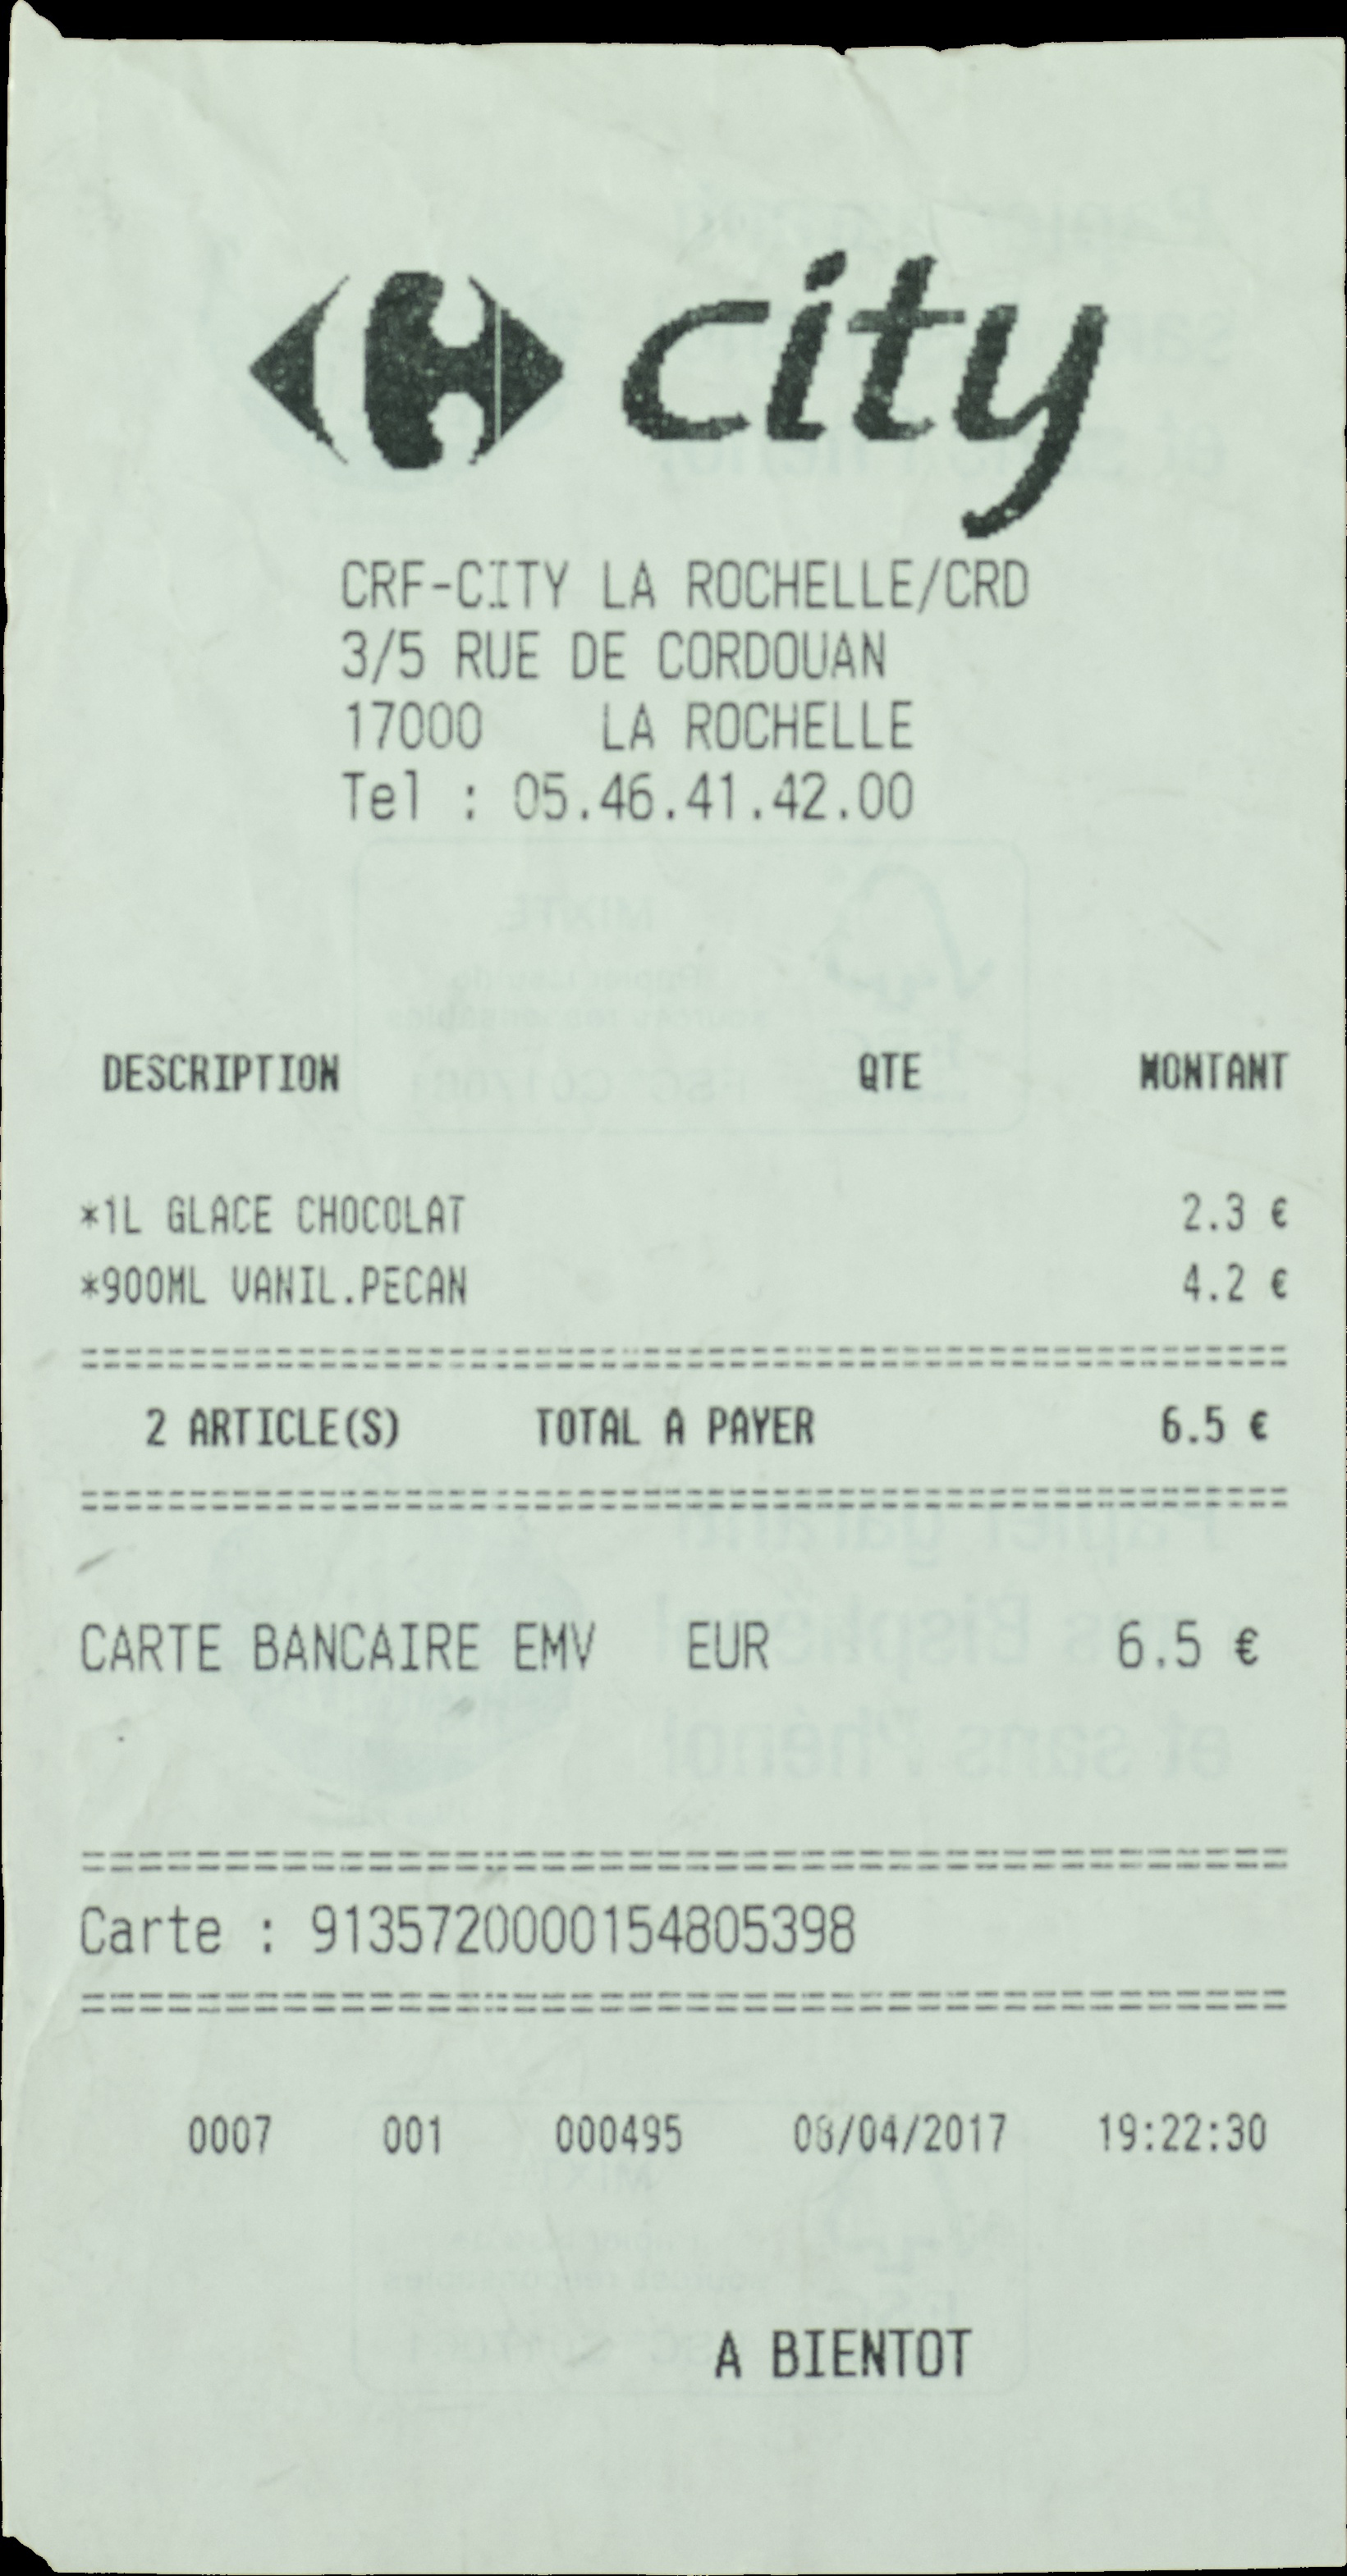 city
CRF-CITY LA ROCHELLE/CRD
3/5 RUE DE CORDOUAN
17000 LA ROCHELLE
Tel : 05.46.41.42.00
DESCRIPTION QTE MONTANT
*1L GLACE CHOCOLAT 2.3 €
*900ML VANIL.PECAN 4.2 €
2 ARTICLE(S) TOTAL A PAYER 6.5 €
CARTE BANCAIRE EMV EUR 6.5 €
Carte : 9135720000154805398
0007 001 000495 08/04/2017 19:22:30
A BIENTOT